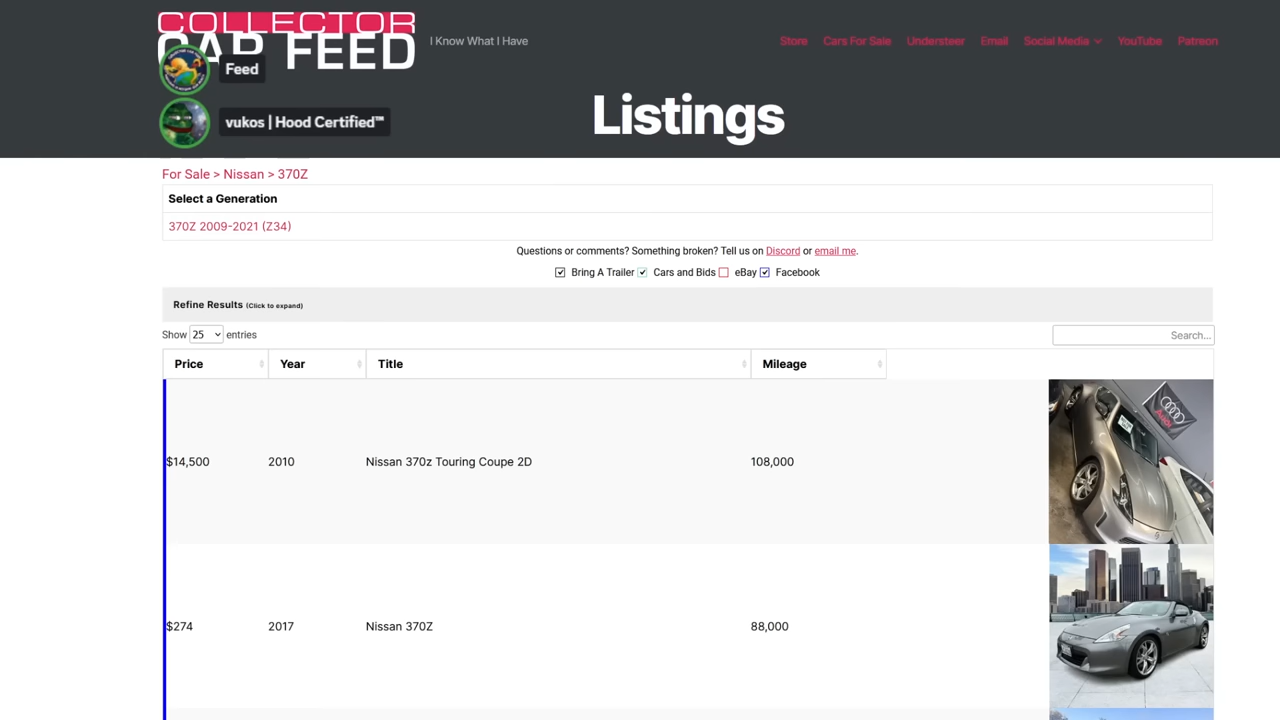 COLLECTOR
CAR FEED
I Know What I Have
Store Cars For Sale Understeer Email Social Media YouTube Patreon
Feed
vukos | Hood Certified™
Listings
For Sale > Nissan > 370Z
Select a Generation
370Z 2009-2021 (Z34)
Questions or comments? Something broken? Tell us on Discord or email me.
Bring A Trailer Cars and Bids eBay Facebook
Refine Results (Click to expand)
Show 25 entries
Search...
Price Year Title Mileage
$14,500 2010 Nissan 370z Touring Coupe 2D 108,000
Audi
$274 2017 Nissan 370Z 88,000